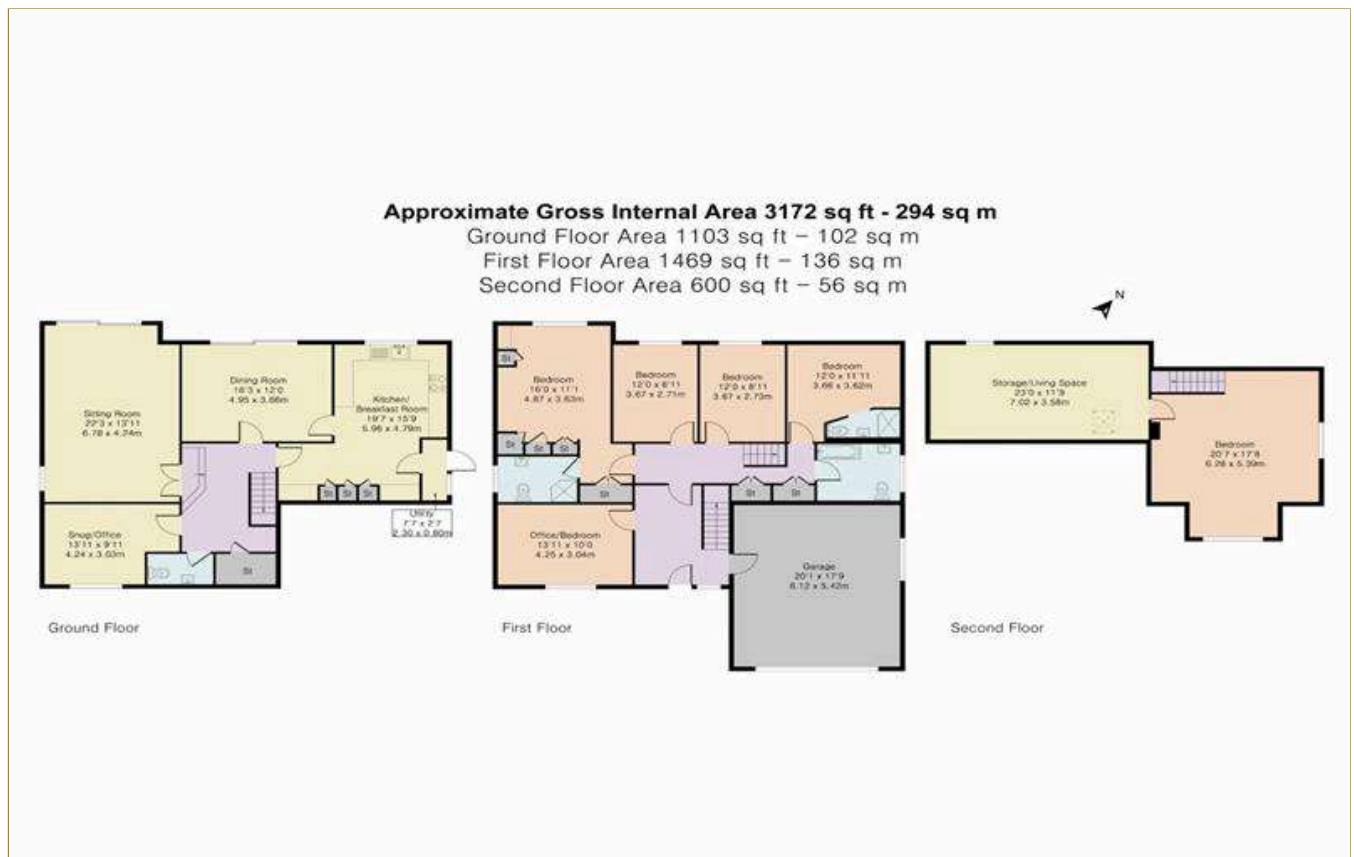 Approximate Gross Internal Area 3172 sq ft - 294 sq m
Ground Floor Area 1103 sq ft – 102 sq m
First Floor Area 1469 sq ft – 136 sq m
Second Floor Area 600 sq ft – 56 sq m
N
Sitting Room
22'3 x 13'11
6.78 x 4.24m
Dining Room
16'3 x 12'0
4.95 x 3.66m
Kitchen/
Breakfast Room
19'7 x 15'9
5.96 x 4.79m
St
St
St
Utility
7'7 x 2'7
2.30 x 0.80m
Snug/Office
13'11 x 9'11
4.24 x 3.03m
St
Ground Floor
St
Bedroom
16'0 x 11'1
4.87 x 3.63m
Bedroom
12'0 x 8'11
3.67 x 2.71m
Bedroom
12'0 x 8'11
3.67 x 2.73m
Bedroom
12'0 x 11'11
3.66 x 3.62m
St
St
St
St
St
St
Office/Bedroom
13'11 x 10'0
4.25 x 3.04m
Garage
20'1 x 17'9
6.12 x 5.42m
First Floor
Storage/Living Space
23'0 x 11'9
7.02 x 3.58m
Bedroom
20'7 x 17'8
6.28 x 5.39m
Second Floor